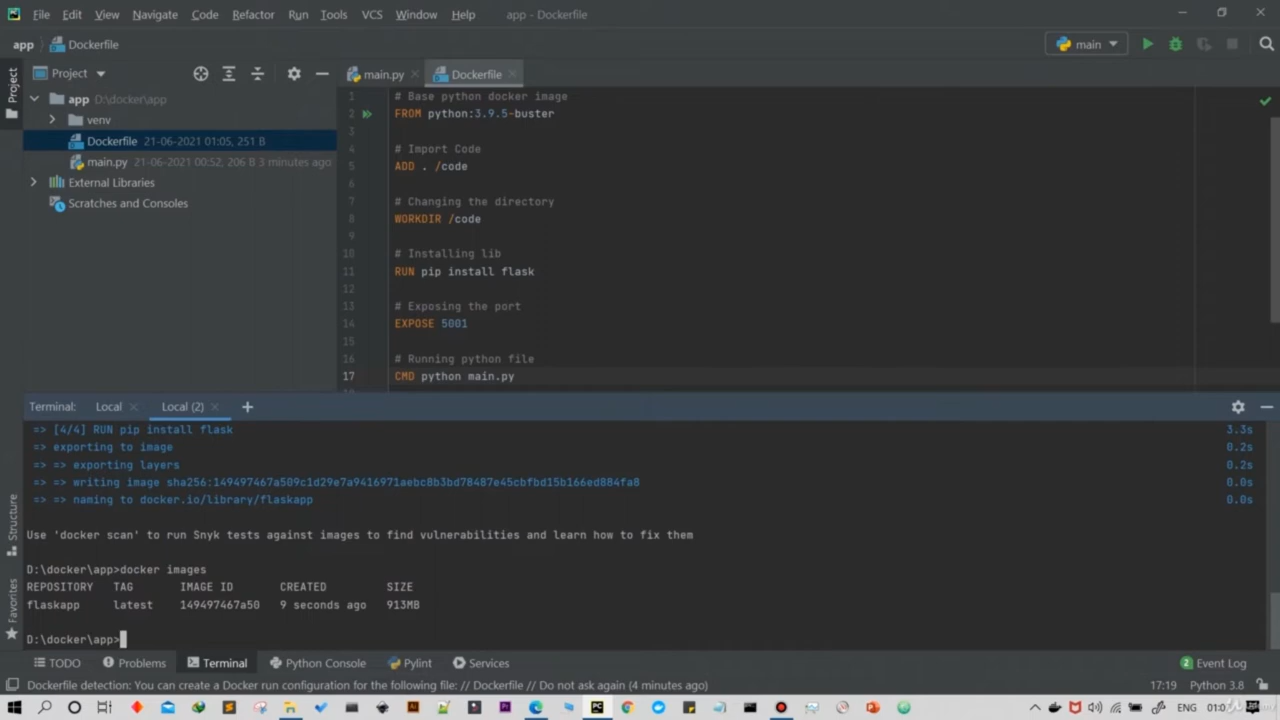 File Edit View Navigate Code Refactor Run Tools VCS Window Help app - Dockerfile
app Dockerfile main
Project main.py Dockerfile
Project
app D:\docker\app
venv
Dockerfile 21-06-2021 01:05, 251 B
main.py 21-06-2021 00:52, 206 B 3 minutes ago
External Libraries
Scratches and Consoles
1 # Base python docker image
2 FROM python:3.9.5-buster
3
4 # Import Code
5 ADD . /code
6
7 # Changing the directory
8 WORKDIR /code
9
10 # Installing lib
11 RUN pip install flask
12
13 # Exposing the port
14 EXPOSE 5001
15
16 # Running python file
17 CMD python main.py
Terminal: Local Local (2)
=> [4/4] RUN pip install flask 3.3s
=> exporting to image 0.2s
=> => exporting layers 0.2s
=> => writing image sha256:149497467a509c1d29e7a9416971aebc8b3bd78487e45cbfbd15b166ed884fa8 0.0s
=> => naming to docker.io/library/flaskapp 0.0s
Use 'docker scan' to run Snyk tests against images to find vulnerabilities and learn how to fix them
D:\docker\app>docker images
REPOSITORY TAG IMAGE ID CREATED SIZE
flaskapp latest 149497467a50 9 seconds ago 913MB
D:\docker\app>
Structure
Favorites
TODO Problems Terminal Python Console Pylint Services 2 Event Log
Dockerfile detection: You can create a Docker run configuration for the following file: // Dockerfile // Do not ask again (4 minutes ago) 17:19 Python 3.8
ENG